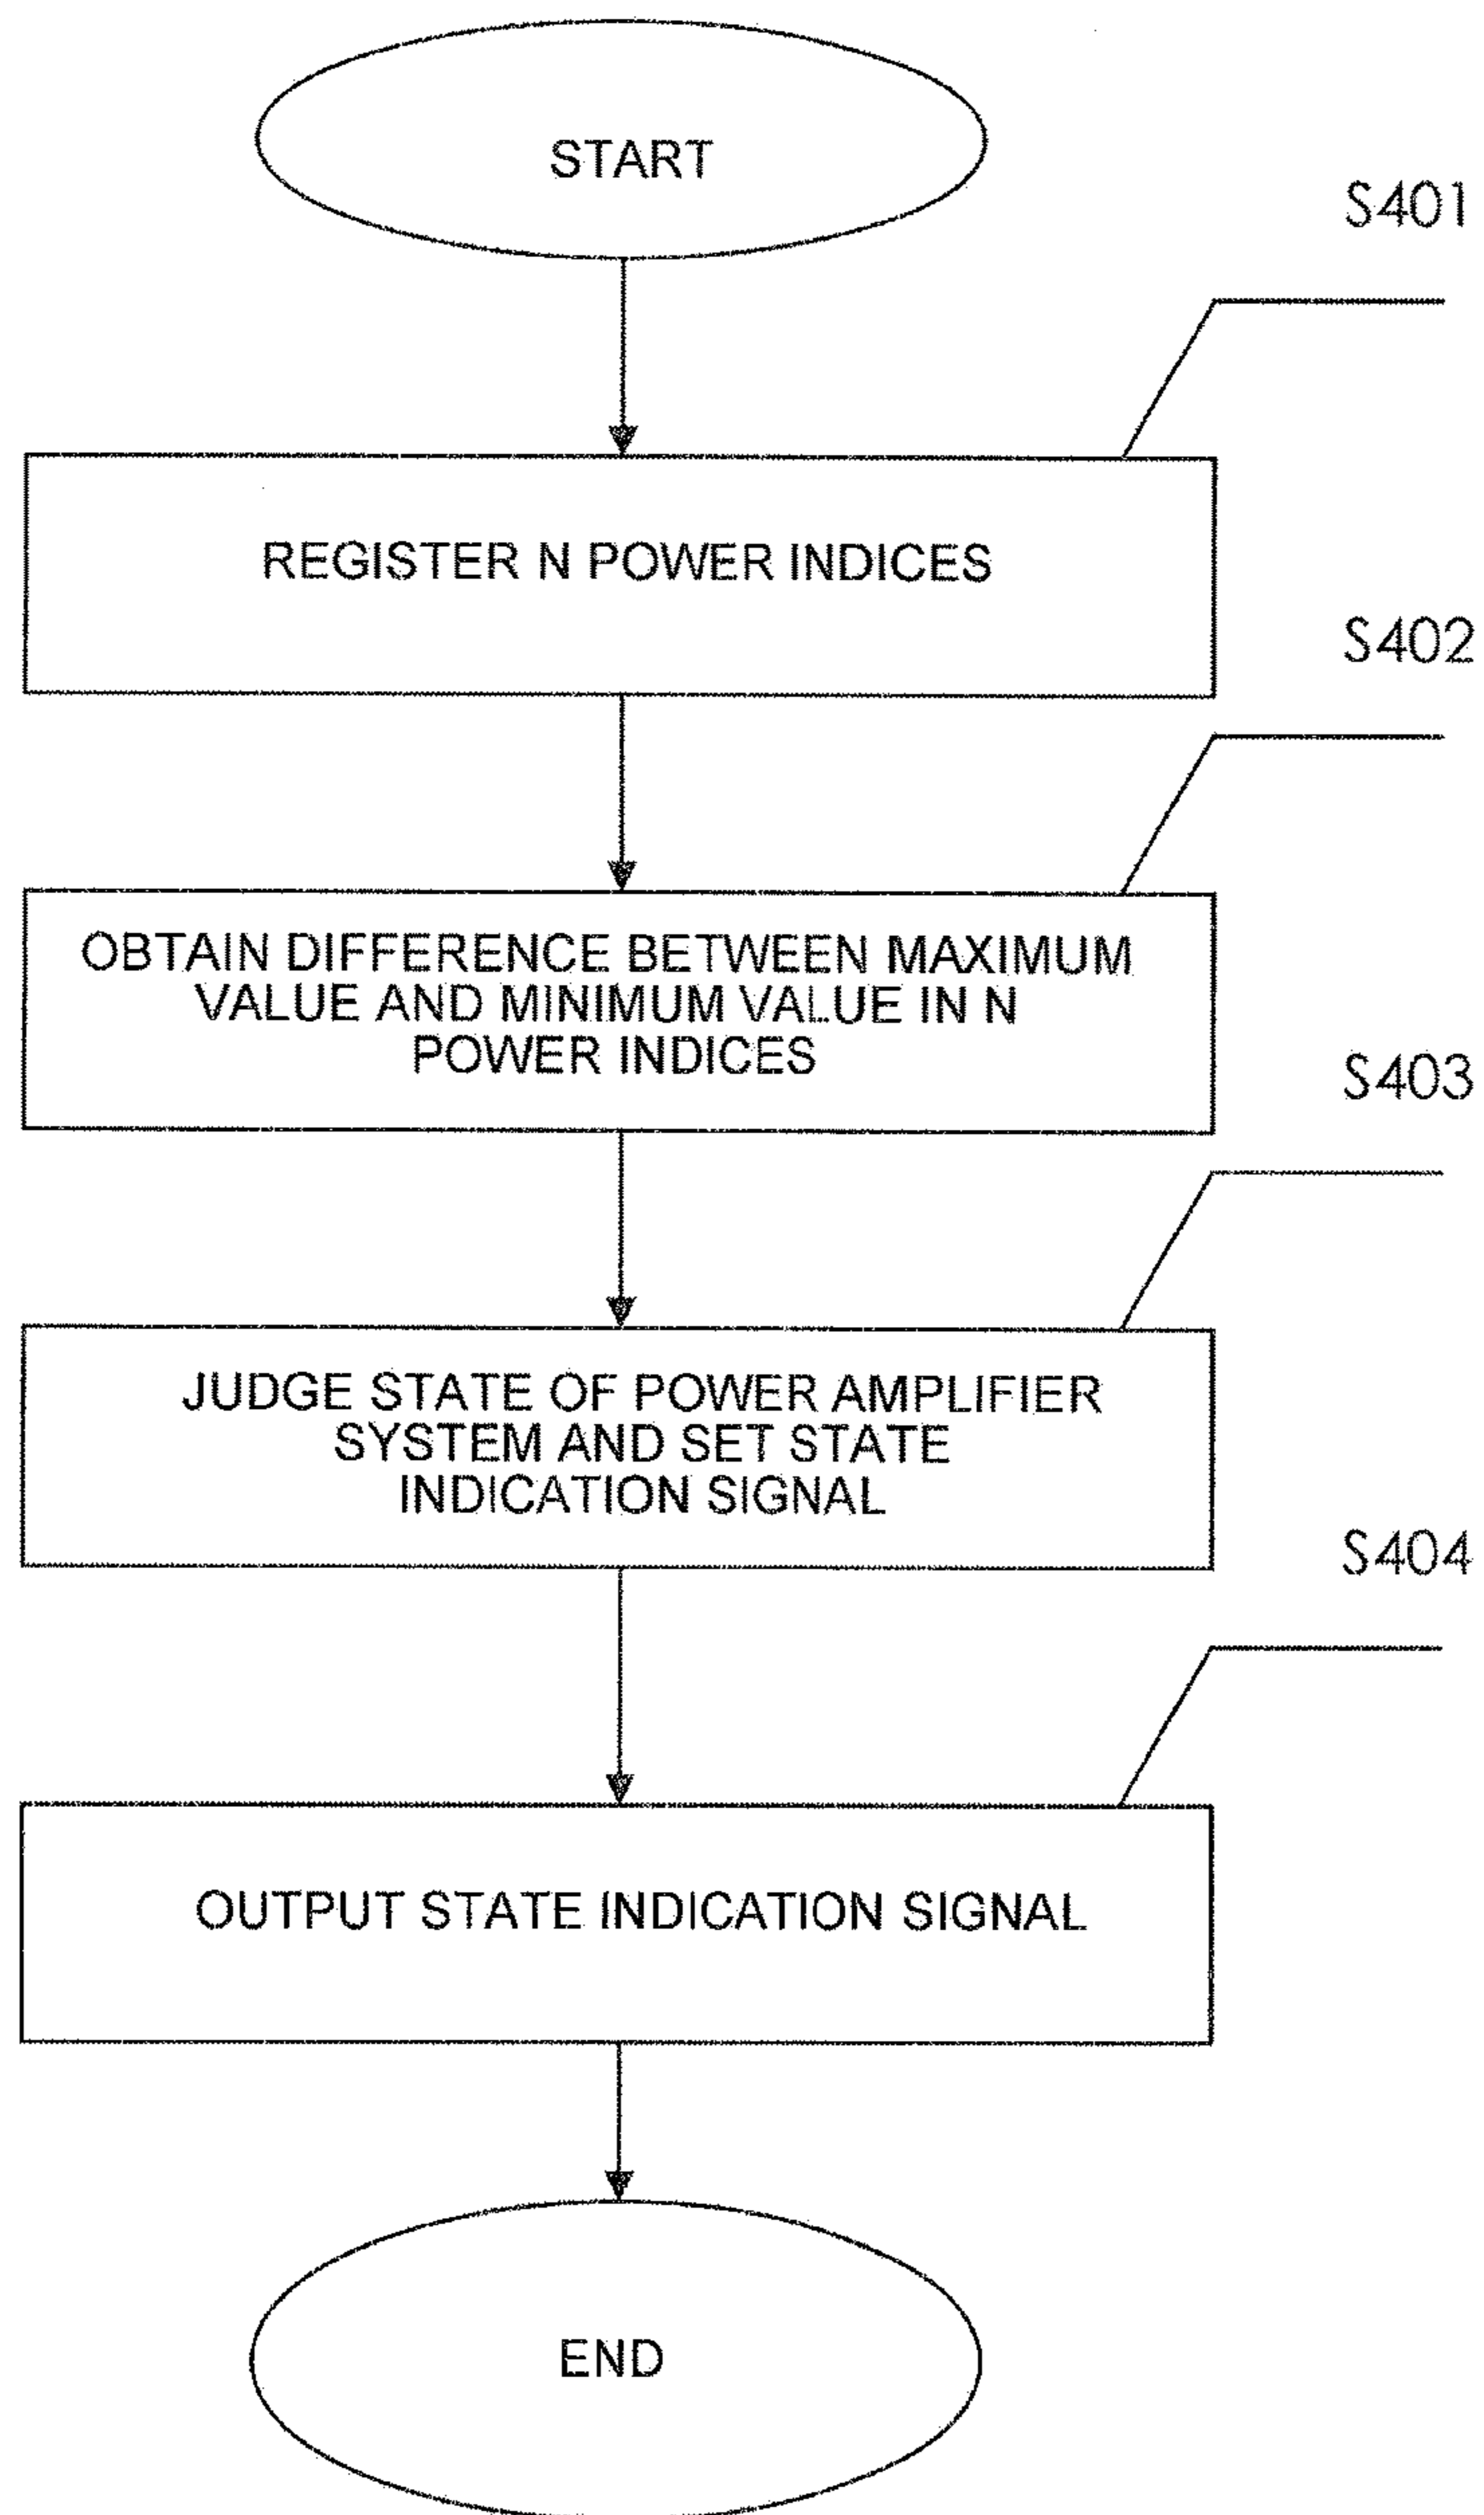 START
S401
REGISTER N POWER INDICES
S402
OBTAIN DIFFERENCE BETWEEN MAXIMUM
VALUE AND MINIMUM VALUE IN N
POWER INDICES
S403
JUDGE STATE OF POWER AMPLIFIER
SYSTEM AND SET STATE
INDICATION SIGNAL
S404
OUTPUT STATE INDICATION SIGNAL
END